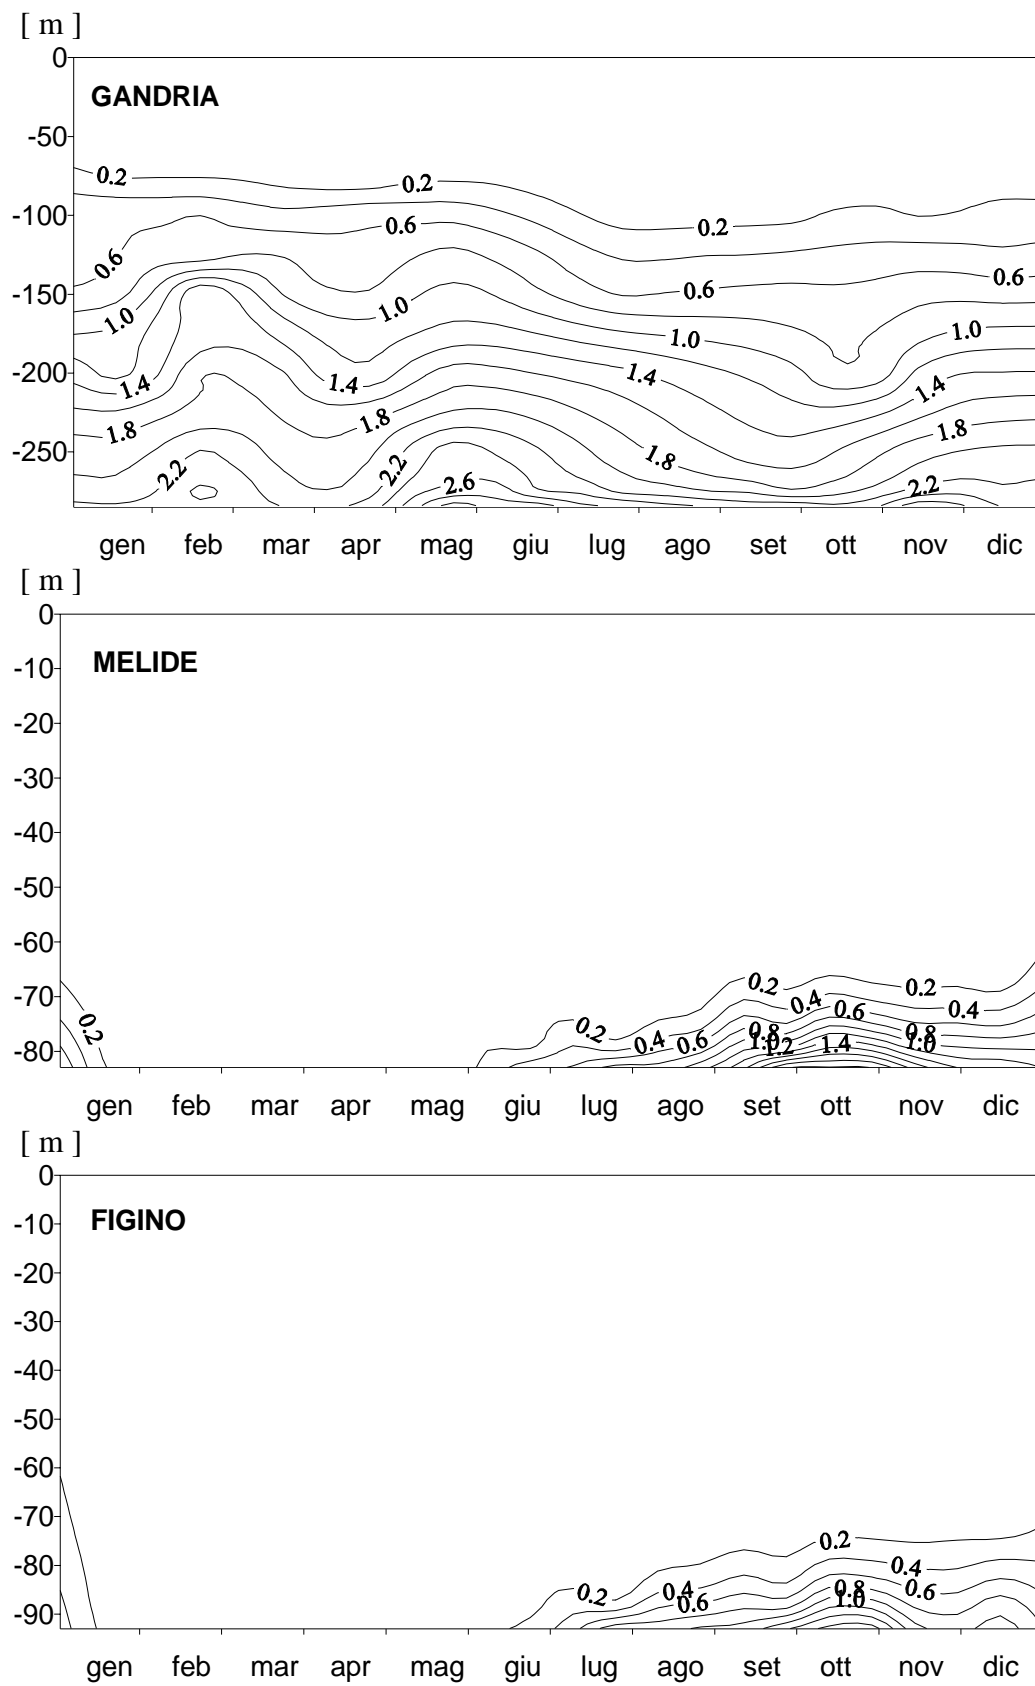 [ m ]
0
GANDRIA
-50
0.2 0.2
-100
0.6 0.2
0.6
-150 0.6 0.6
1.0 1.0 1.0 1.0
-200
1.4 1.4 1.4 1.4
1.8 1.8 1.8
-250 1.8
2.2 2.2 2.6 2.2
gen feb mar apr mag giu lug ago set ott nov dic
[ m ]
0
MELIDE
-10
-20
-30
-40
-50
-60
-70 0.2 0.2
0.4 0.6 0.4
0.2 0.2 0.8 0.8
-80 0.4 0.6 1.0 1.2 1.4 1.0
gen feb mar apr mag giu lug ago set ott nov dic
[ m ]
0
FIGINO
-10
-20
-30
-40
-50
-60
-70
0.2
-80 0.4
0.2 0.4 0.8 0.6
-90 0.6 1.0
gen feb mar apr mag giu lug ago set ott nov dic